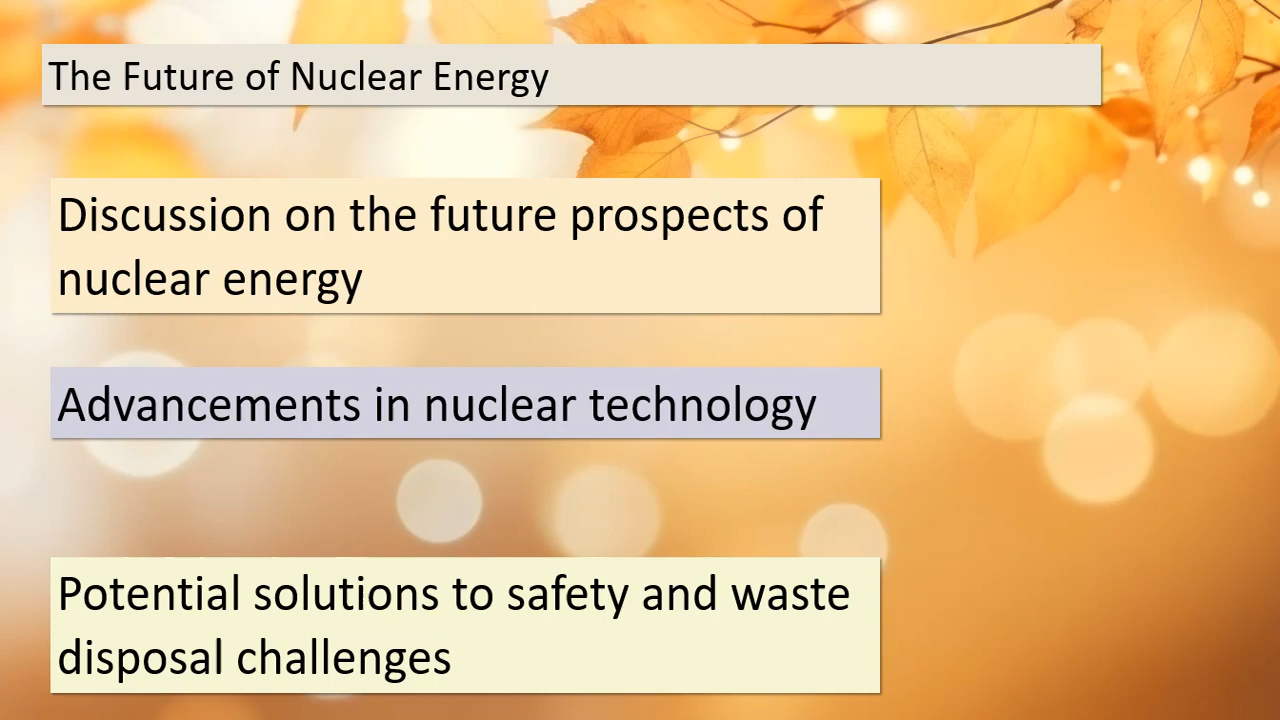 The Future of Nuclear Energy
Discussion on the future prospects of
nuclear energy
Advancements in nuclear technology
Potential solutions to safety and waste
disposal challenges